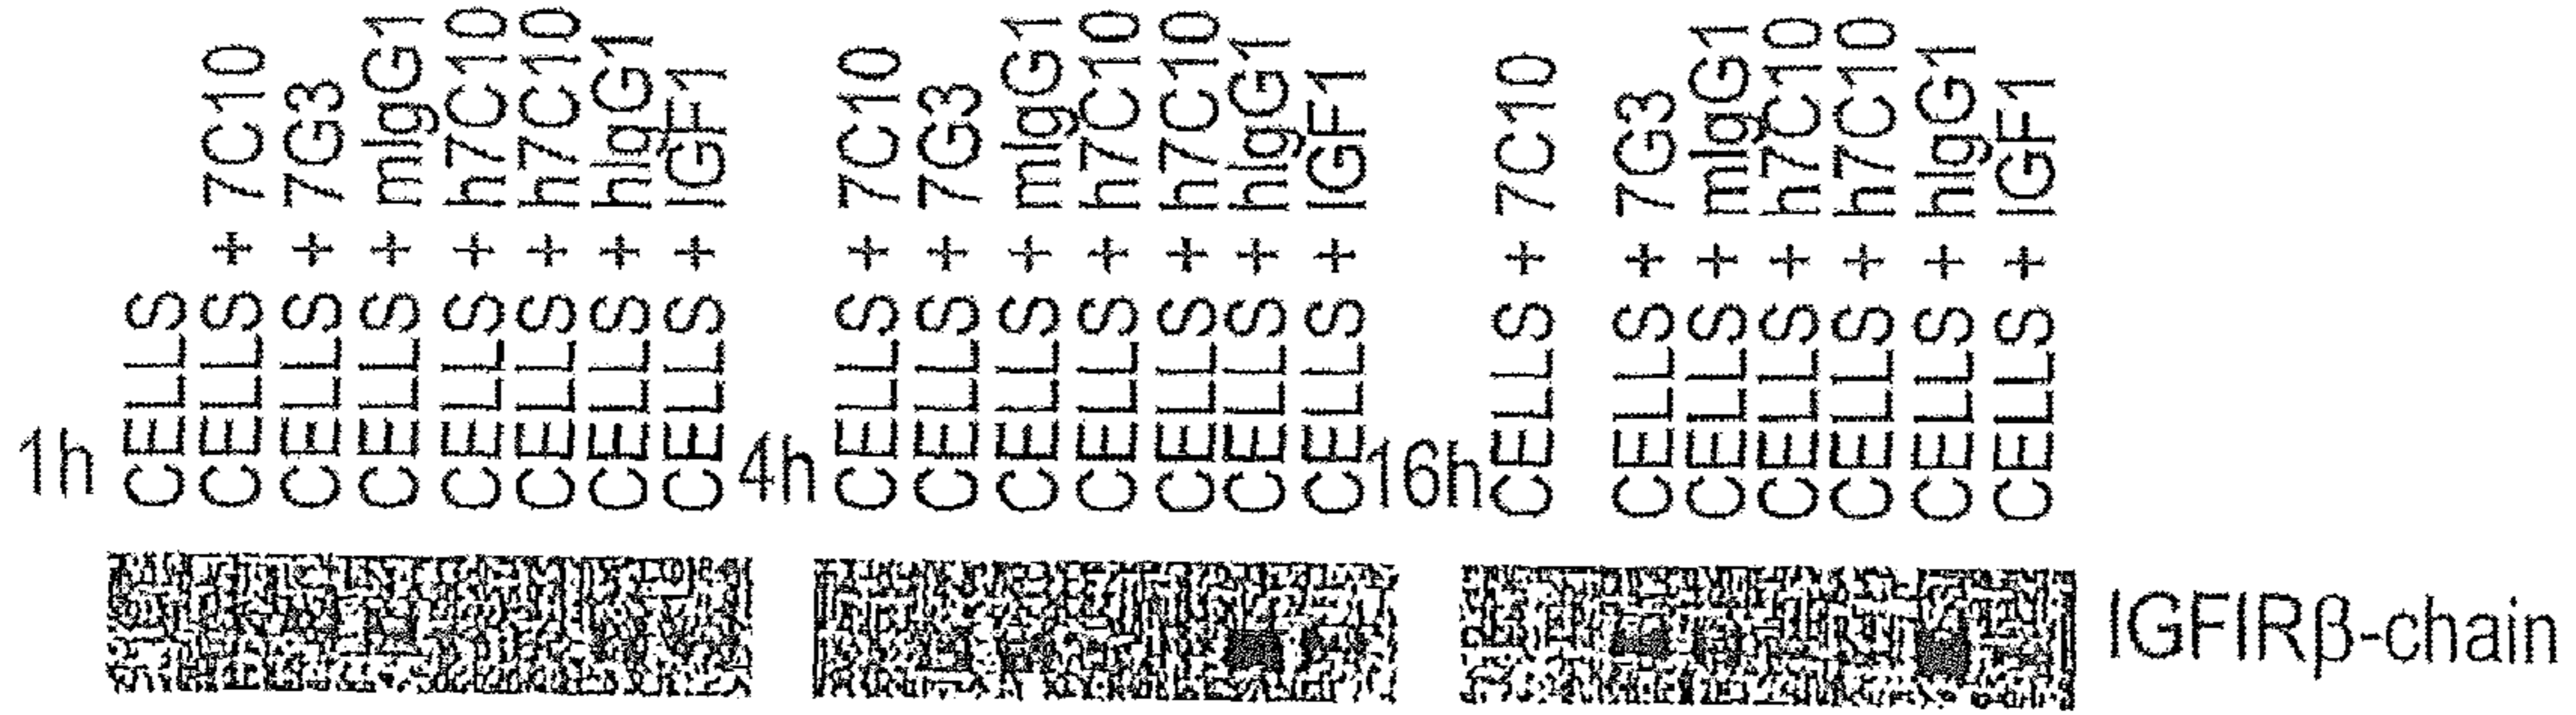 1h
CELLS
CELLS + 7C10
CELLS + 7G3
CELLS + mIgG1
CELLS + h7C10
CELLS + h7C10
CELLS + hIgG1
CELLS + IGF1
4h
CELLS + 7C10
CELLS + 7G3
CELLS + mIgG1
CELLS + h7C10
CELLS + h7C10
CELLS + hIgG1
CELLS + IGF1
16h
CELLS + 7C10
CELLS + 7G3
CELLS + mIgG1
CELLS + h7C10
CELLS + h7C10
CELLS + hIgG1
CELLS + IGF1
IGFIRβ-chain